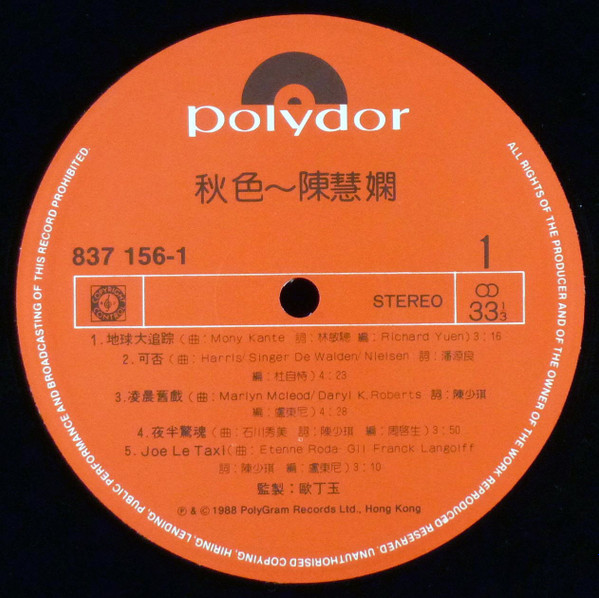 polydor
秋色～陳慧嫻
837 156-1
1
STEREO
33⅓
1. 地球大追踪 (曲: Mony Kante 詞: 林敏驄 編: Richard Yuen) 3:16
2. 可否 (曲: Harris/Singer De Walden/Nielsen 詞: 潘源良
編: 杜自持) 4:23
3. 凌晨舊戲 (曲: Marlyn Mcleod/Daryl K. Roberts 詞: 陳少琪
編: 盧東尼) 4:28
4. 夜半驚魂 (曲: 石川秀美 詞: 陳少琪 編: 周啓生) 3:50
5. Joe Le Taxi (曲: Etenne Roda-Gil Franck Langolff
詞: 陳少琪 編: 盧東尼) 3:10
監製: 歐丁玉
℗ & © 1988 PolyGram Records Ltd., Hong Kong
ALL RIGHTS OF THE PRODUCER AND OF THE OWNER OF THE WORK REPRODUCED RESERVED. UNAUTHORISED COPYING, HIRING, LENDING, PUBLIC PERFORMANCE AND BROADCASTING OF THIS RECORD PROHIBITED.